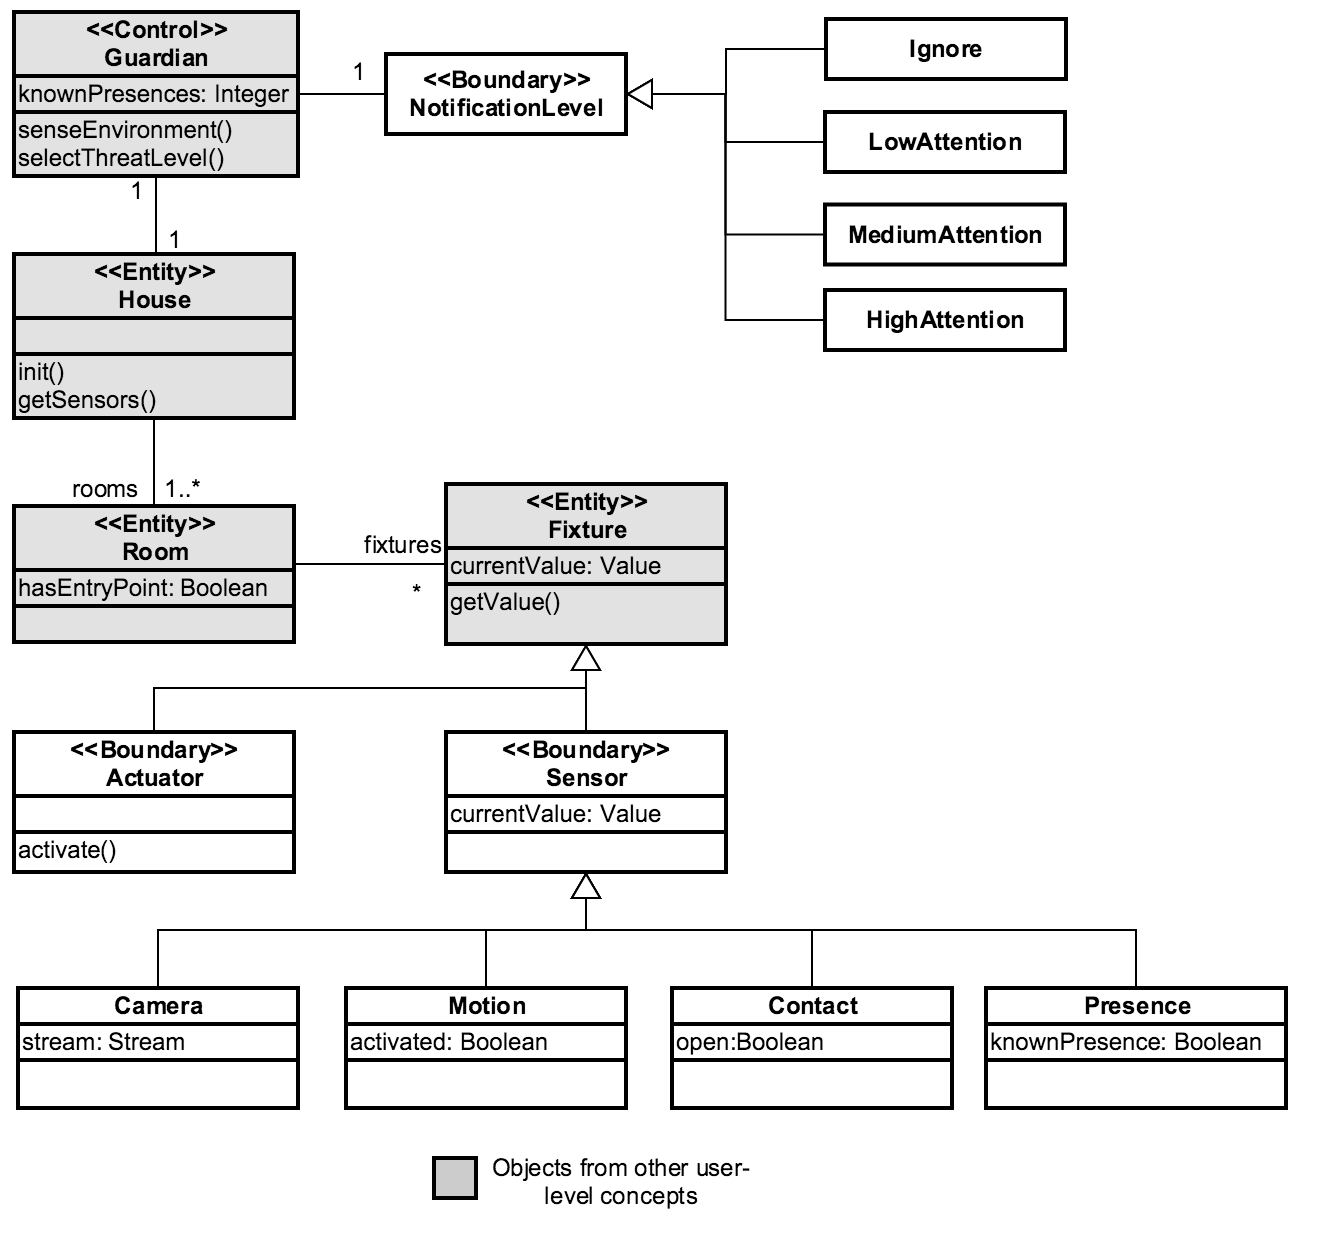 <<Control>>
Guardian
knownPresences: Integer
senseEnvironment()
selectThreatLevel()
1
<<Boundary>>
NotificationLevel
Ignore
LowAttention
MediumAttention
HighAttention
1
1
<<Entity>>
House
init()
getSensors()
rooms
1..*
<<Entity>>
Room
hasEntryPoint: Boolean
fixtures
*
<<Entity>>
Fixture
currentValue: Value
getValue()
<<Boundary>>
Actuator
activate()
<<Boundary>>
Sensor
currentValue: Value
Camera
stream: Stream
Motion
activated: Boolean
Contact
open:Boolean
Presence
knownPresence: Boolean
Objects from other user-
level concepts